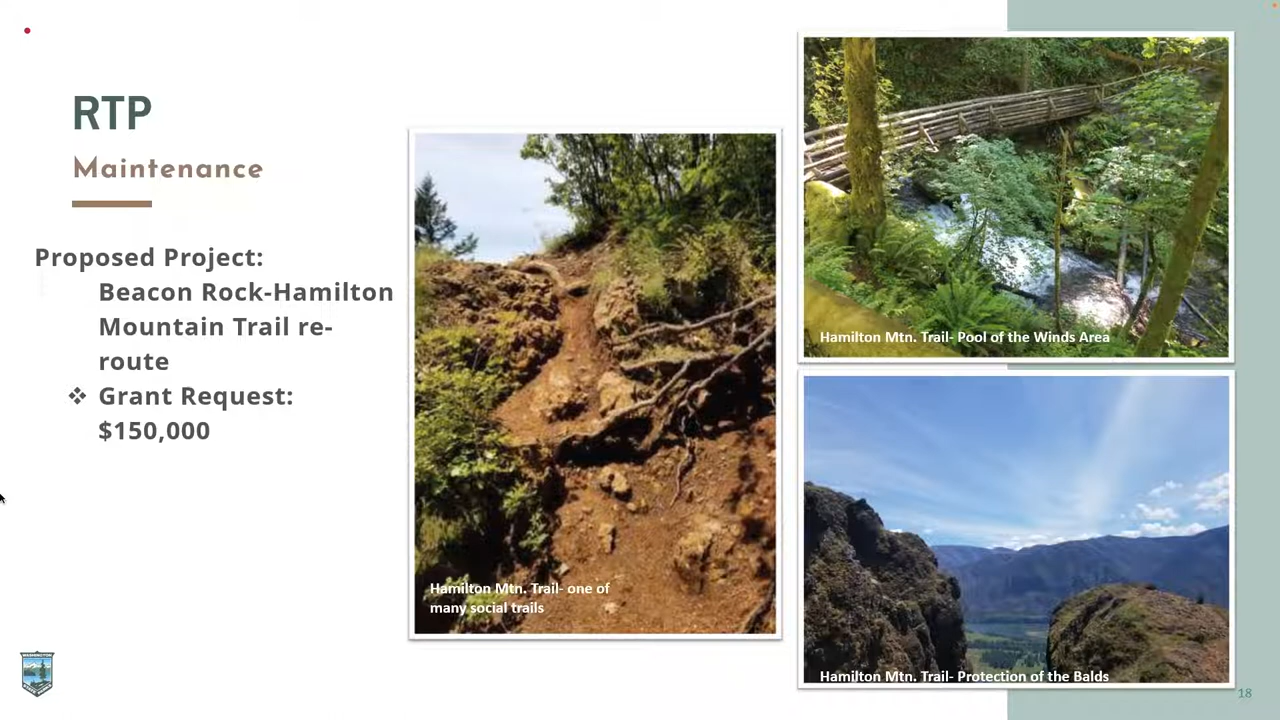 RTP
Maintenance
Proposed Project:
Beacon Rock-Hamilton
Mountain Trail re-
route
❖ Grant Request:
$150,000
Hamilton Mtn. Trail- one of
many social trails
Hamilton Mtn. Trail- Pool of the Winds Area
Hamilton Mtn. Trail- Protection of the Balds
18